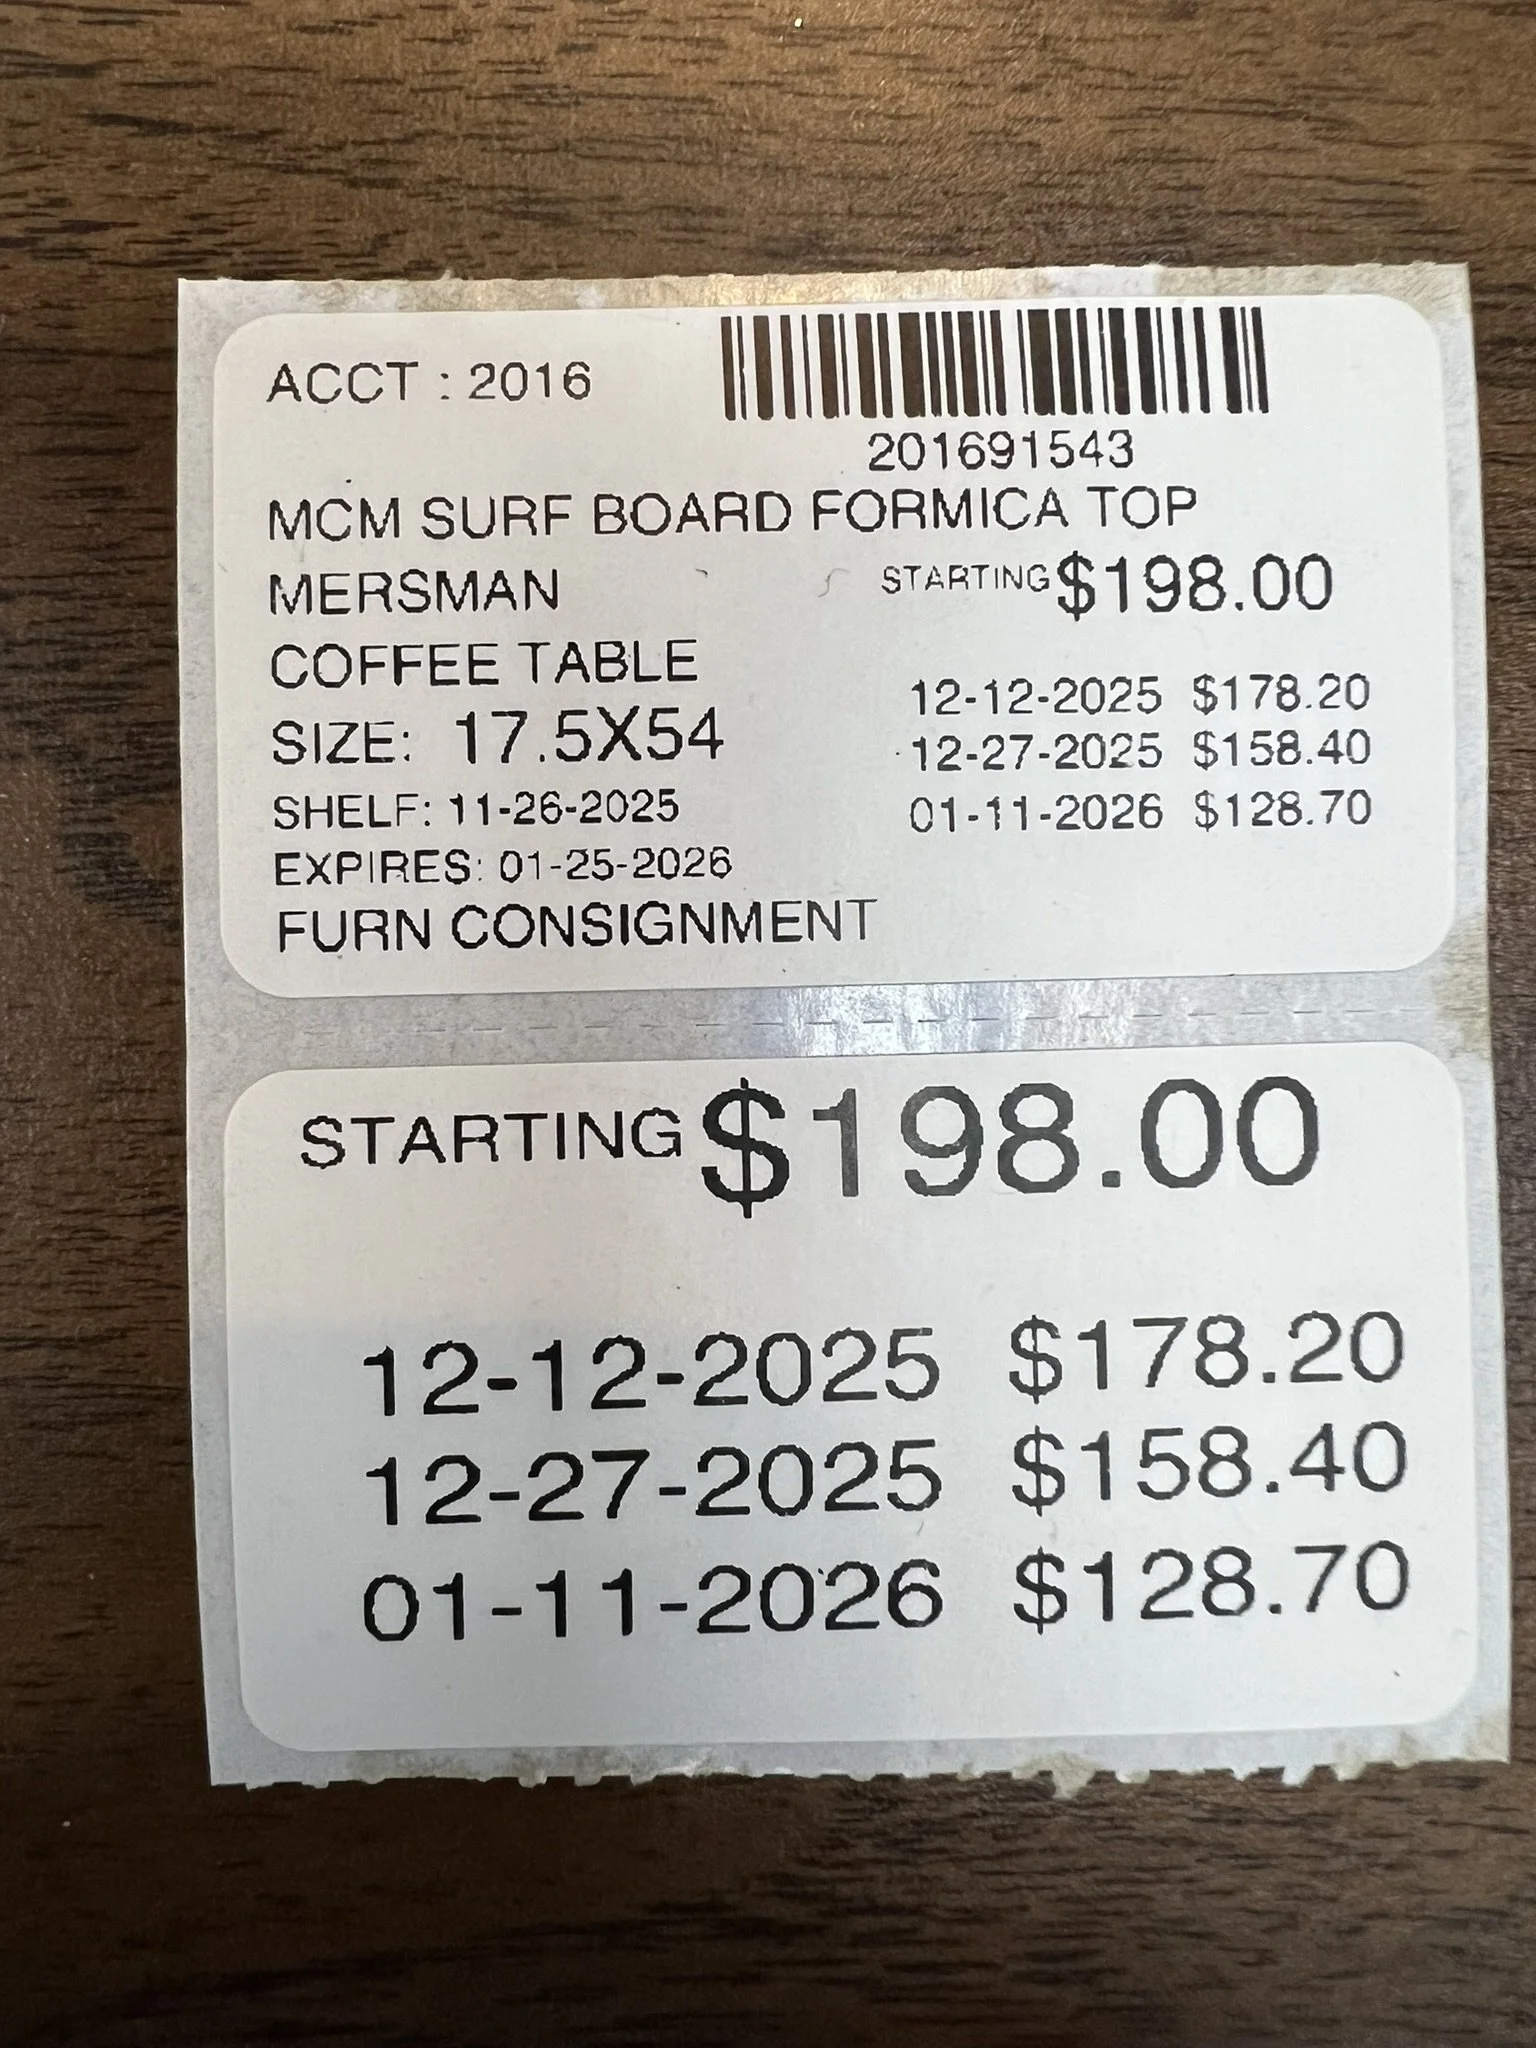 ACCT : 2016
201691543
MCM SURF BOARD FORMICA TOP
MERSMAN
STARTING $198.00
COFFEE TABLE
12-12-2025 $178.20
SIZE: 17.5X54
12-27-2025 $158.40
SHELF: 11-26-2025
01-11-2026 $128.70
EXPIRES: 01-25-2026
FURN CONSIGNMENT
STARTING $198.00
12-12-2025 $178.20
12-27-2025 $158.40
01-11-2026 $128.70